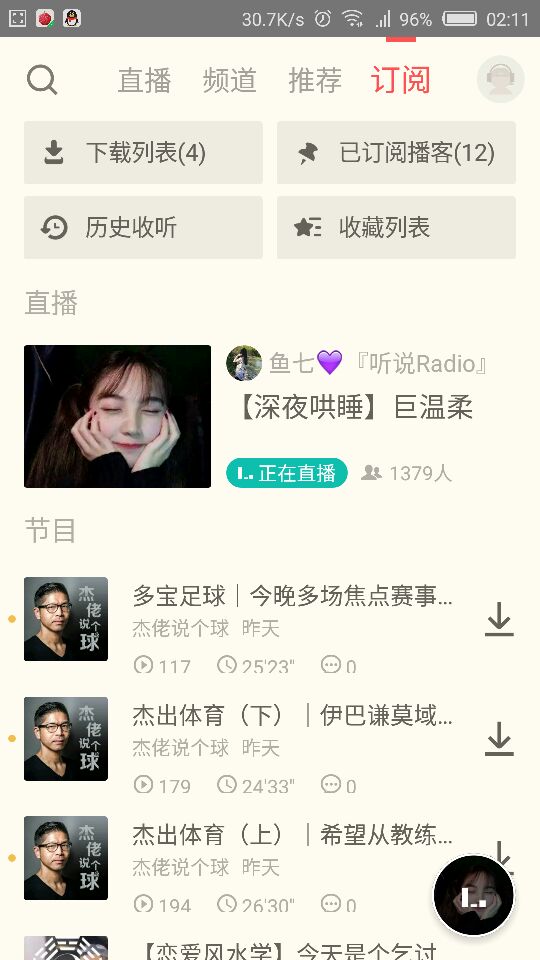 30.7K/s 96% 02:11
直播 频道 推荐 订阅
下载列表(4) 已订阅播客(12)
历史收听 收藏列表
直播
鱼七💜『听说Radio』
【深夜哄睡】巨温柔
正在直播 1379人
节目
多宝足球｜今晚多场焦点赛事...
杰佬说个球 昨天
117 25'23" 0
杰佬说个球
杰出体育（下）｜伊巴谦莫域...
杰佬说个球 昨天
179 24'33" 0
杰佬说个球
杰出体育（上）｜希望从教练...
杰佬说个球 昨天
194 26'30" 0
杰佬说个球
【恋爱风水学】今天是个乞讨